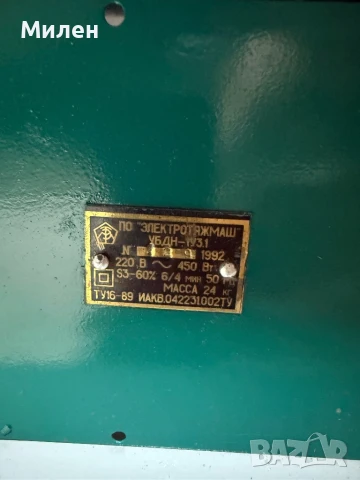 Милен
ПО "ЭЛЕКТРОТЯЖМАШ"
УБДН-1У3.1
N 1992
220 В ~ 450 Вт
S3-60% 6/4 мин 50 Гц
МАССА 24 кг
ТУ16-89 ИАКВ.042231.002ТУ
BAZAR